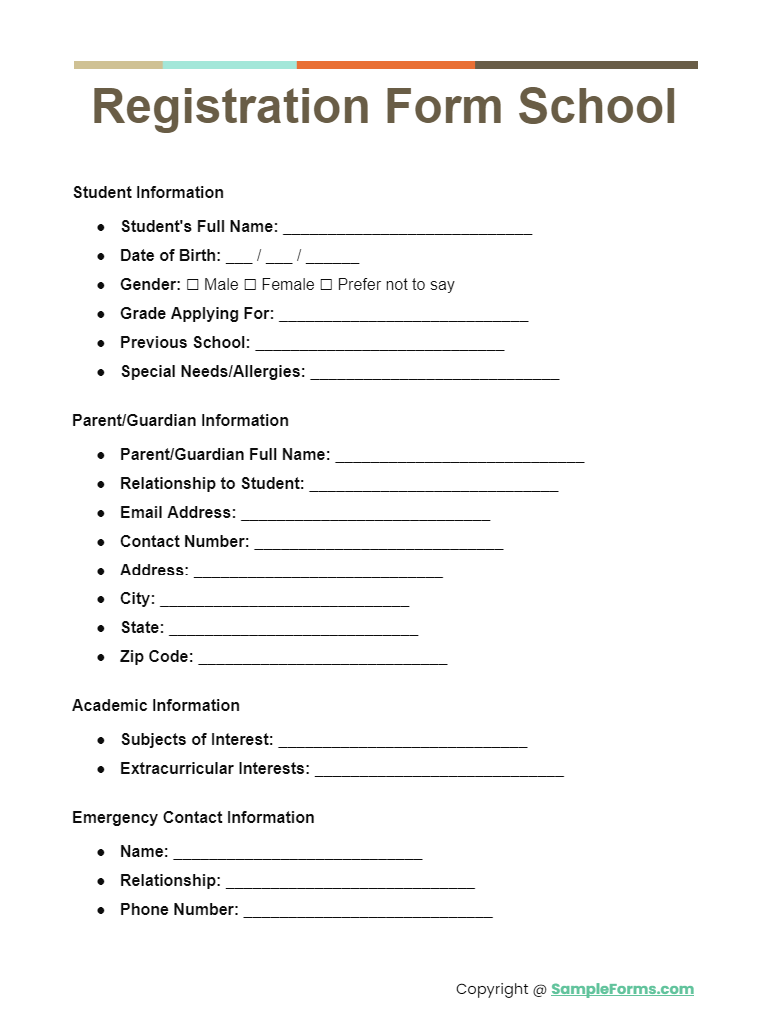 Registration Form School
Student Information
● Student's Full Name: ____________________________
● Date of Birth: ___ / ___ / ______
● Gender: ☐ Male ☐ Female ☐ Prefer not to say
● Grade Applying For: ____________________________
● Previous School: ____________________________
● Special Needs/Allergies: ____________________________
Parent/Guardian Information
● Parent/Guardian Full Name: ____________________________
● Relationship to Student: ____________________________
● Email Address: ____________________________
● Contact Number: ____________________________
● Address: ____________________________
● City: ____________________________
● State: ____________________________
● Zip Code: ____________________________
Academic Information
● Subjects of Interest: ____________________________
● Extracurricular Interests: ____________________________
Emergency Contact Information
● Name: ____________________________
● Relationship: ____________________________
● Phone Number: ____________________________
Copyright @ SampleForms.com